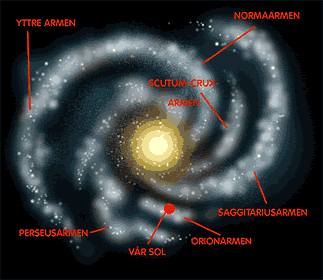 NORMAARMEN
YTTRE ARMEN
SCUTUM CRUX
ARMEN
SAGGITARIUSARMEN
PERSEUSARMEN
ORIONARMEN
VÅR SOL